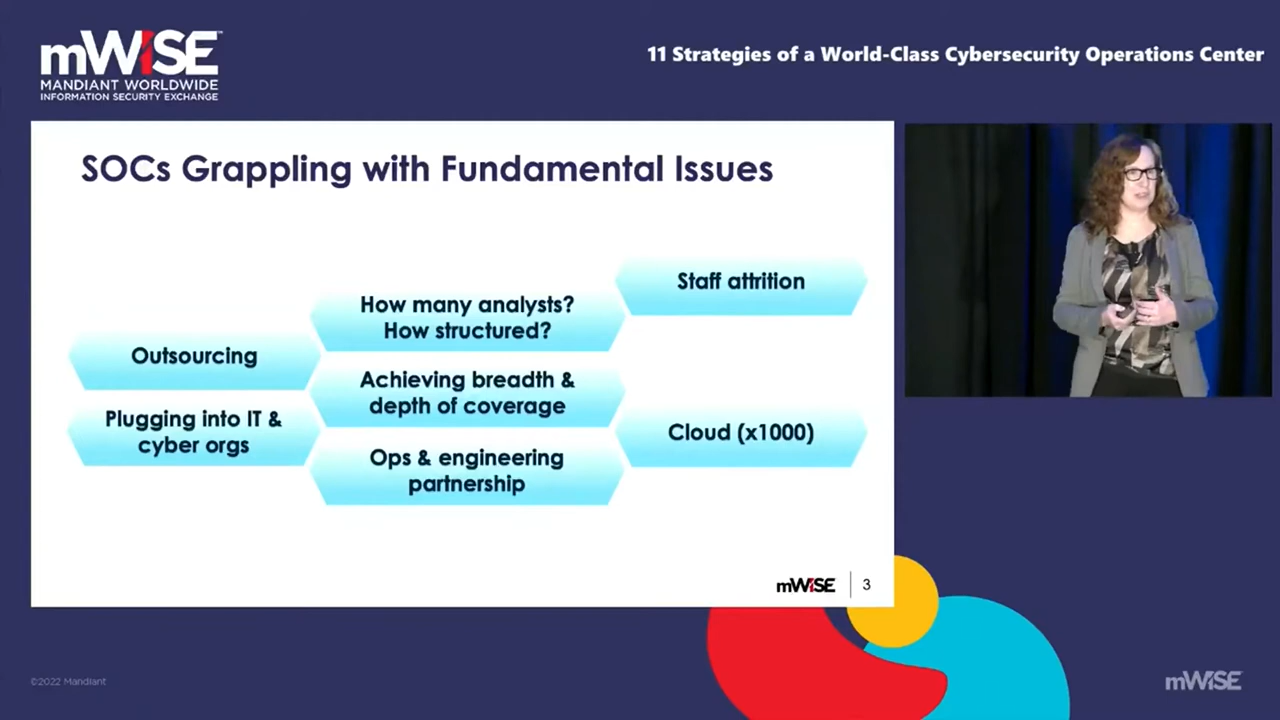 mWISE™
MANDIANT WORLDWIDE
INFORMATION SECURITY EXCHANGE
11 Strategies of a World-Class Cybersecurity Operations Center
SOCs Grappling with Fundamental Issues
Outsourcing
Plugging into IT &
cyber orgs
How many analysts?
How structured?
Achieving breadth &
depth of coverage
Ops & engineering
partnership
Staff attrition
Cloud (x1000)
mWISE 3
©2022 Mandiant
mWISE